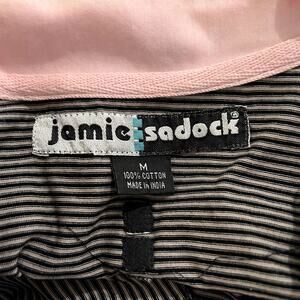 jamie sadock®
M
100% COTTON
MADE IN INDIA